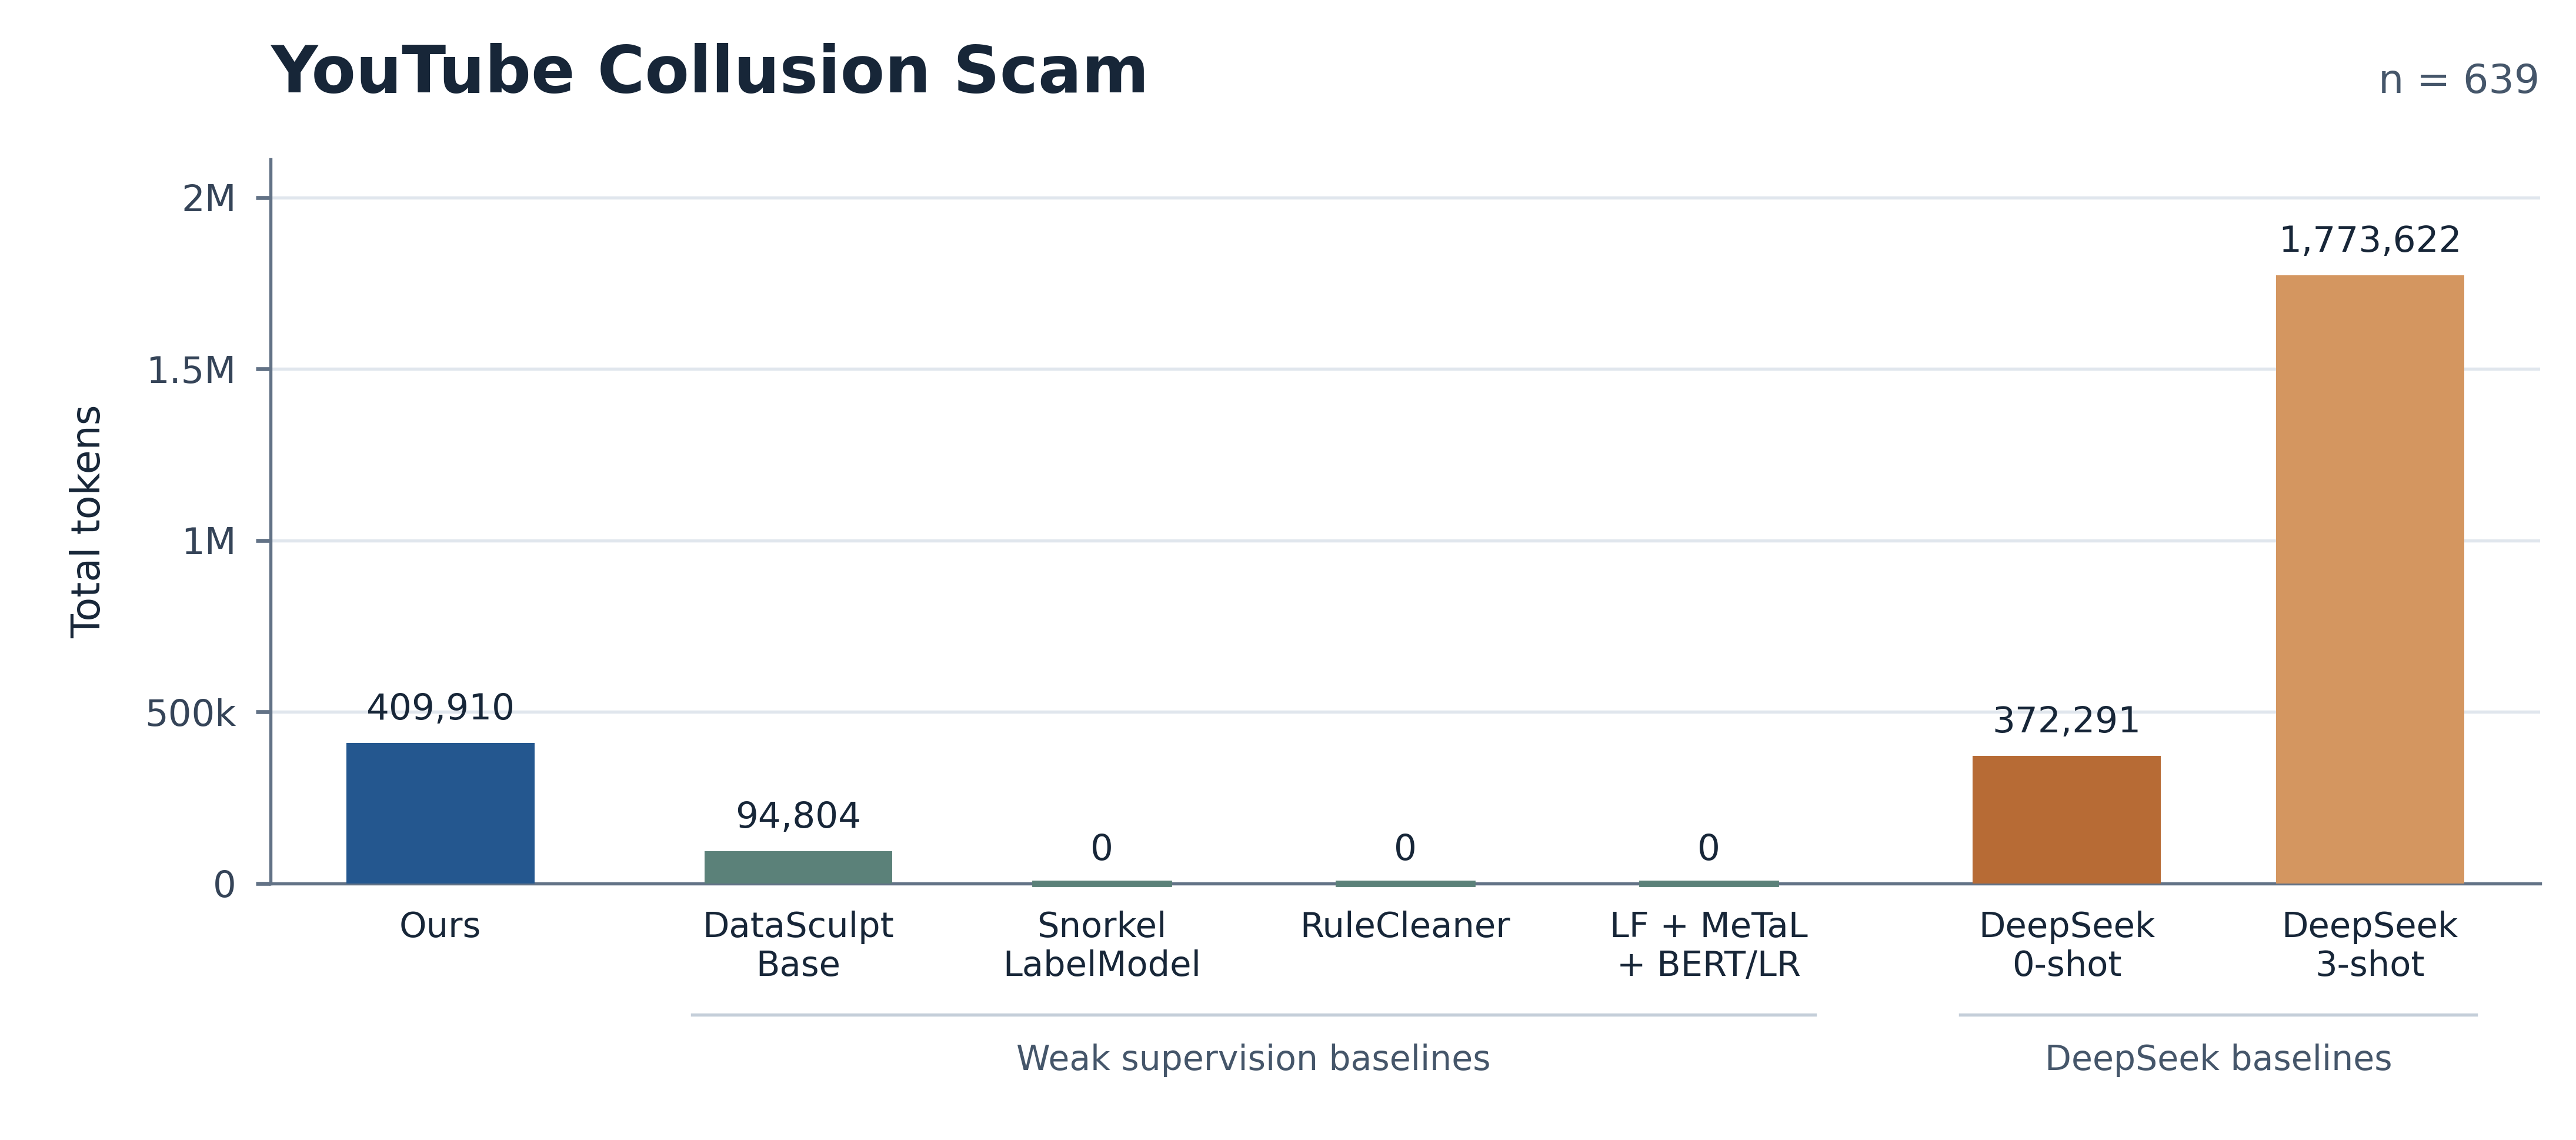 YouTube Collusion Scam
n = 639
Total tokens
2M
1.5M
1M
500k
0
409,910
94,804
0
0
0
372,291
1,773,622
Ours
DataSculpt
Base
Snorkel
LabelModel
RuleCleaner
LF + MeTaL
+ BERT/LR
DeepSeek
0-shot
DeepSeek
3-shot
Weak supervision baselines
DeepSeek baselines